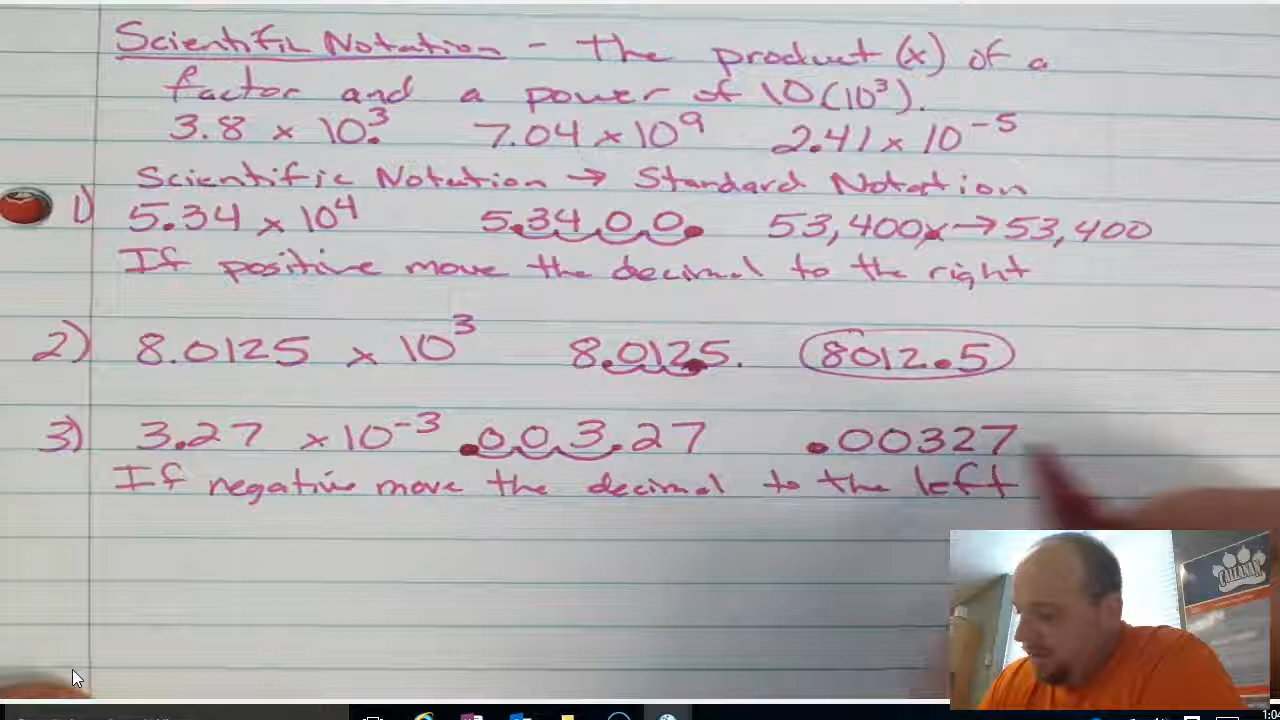 Scientific Notation - The product (x) of a
factor and a power of 10 (10³).
3.8 x 10³ 7.04 x 10⁹ 2.41 x 10⁻⁵
Scientific Notation → Standard Notation
1) 5.34 x 10⁴ 5.3400. 53,400. → 53,400
If positive move the decimal to the right
2) 8.0125 x 10³ 8.0125. 8012.5
3) 3.27 x 10⁻³ .003.27 .00327
If negative move the decimal to the left
CALLANAN